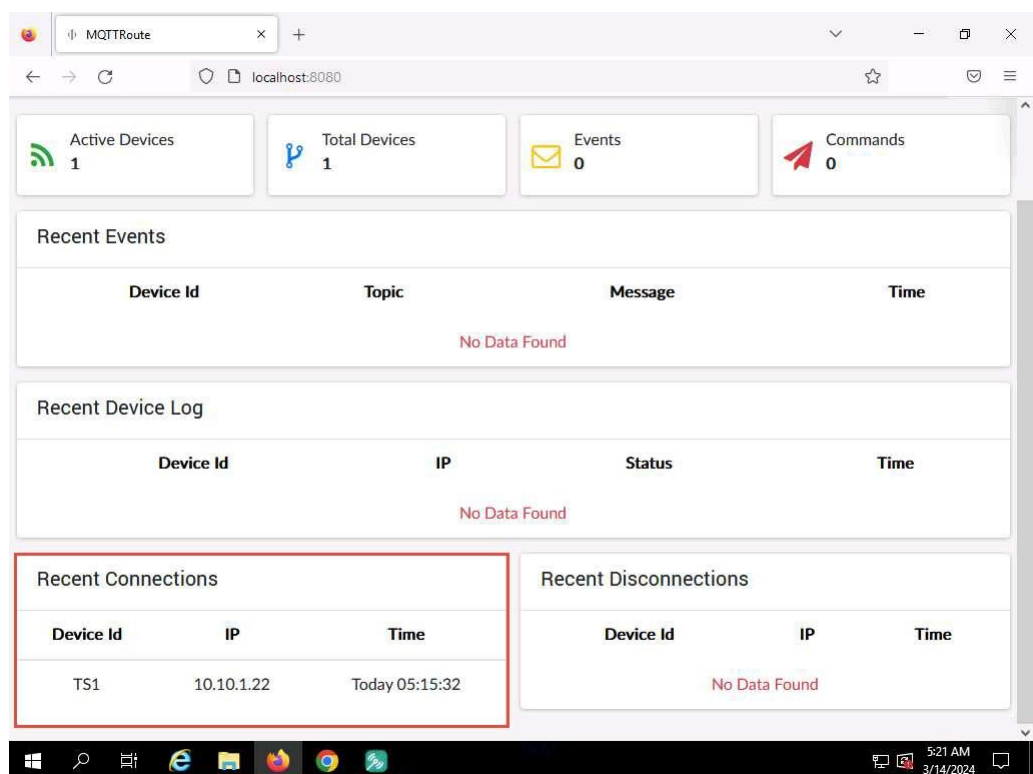 MQTTRoute
localhost:8080
Active Devices
1
Total Devices
1
Events
0
Commands
0
Recent Events
Device Id Topic Message Time
No Data Found
Recent Device Log
Device Id IP Status Time
No Data Found
Recent Connections
Device Id IP Time
TS1 10.10.1.22 Today 05:15:32
Recent Disconnections
Device Id IP Time
No Data Found
5:21 AM
3/14/2024